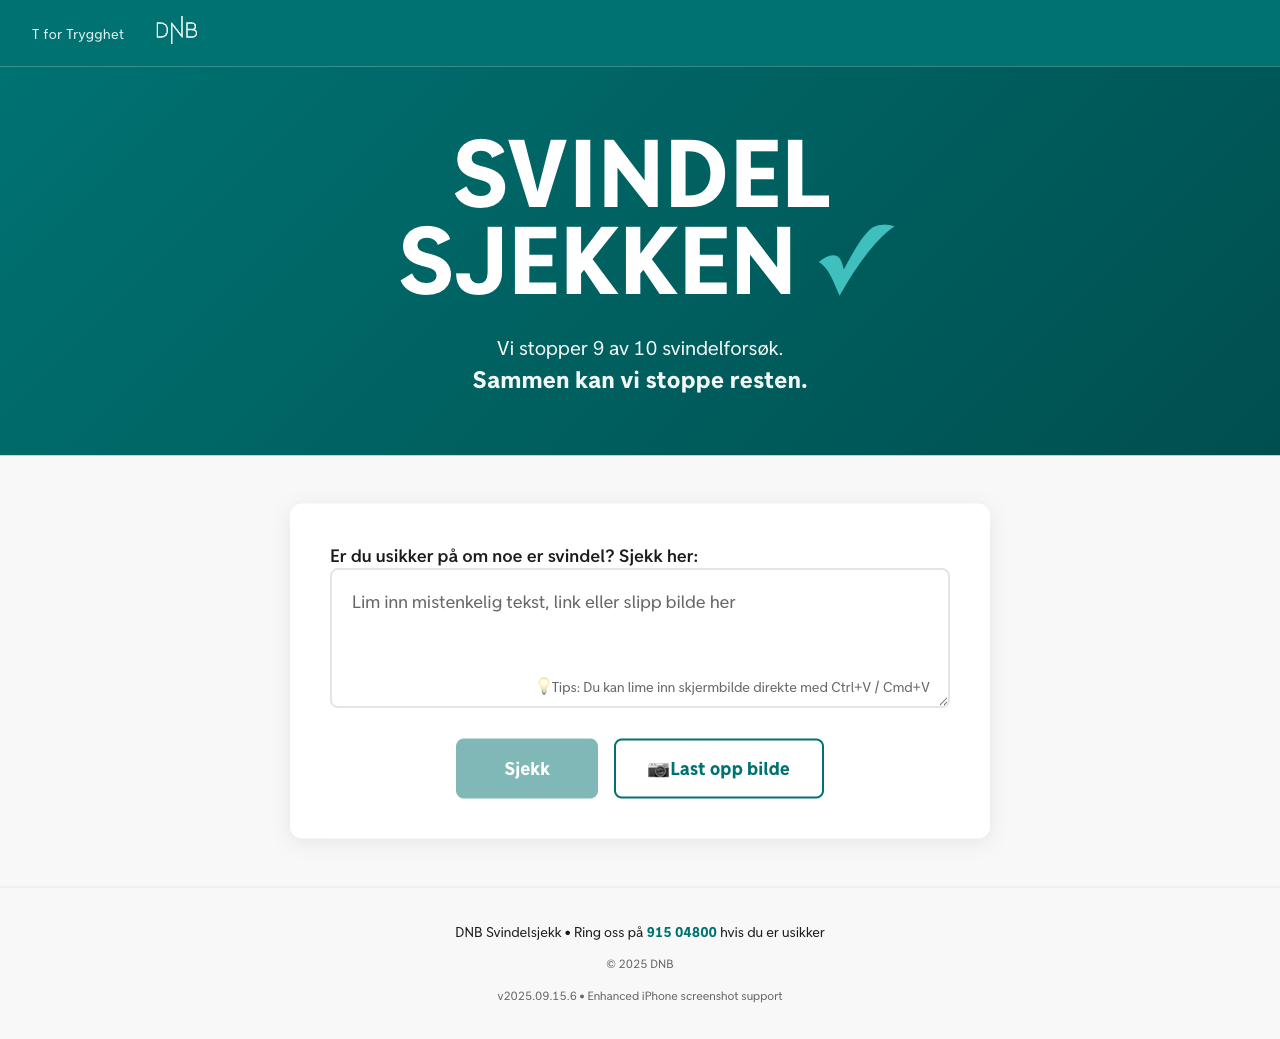 T for Trygghet
DNB
SVINDEL
SJEKKEN ✓
Vi stopper 9 av 10 svindelforsøk.
Sammen kan vi stoppe resten.
Er du usikker på om noe er svindel? Sjekk her:
Lim inn mistenkelig tekst, link eller slipp bilde her
💡Tips: Du kan lime inn skjermbilde direkte med Ctrl+V / Cmd+V
Sjekk
📷Last opp bilde
DNB Svindelsjekk • Ring oss på 915 04800 hvis du er usikker
© 2025 DNB
v2025.09.15.6 • Enhanced iPhone screenshot support